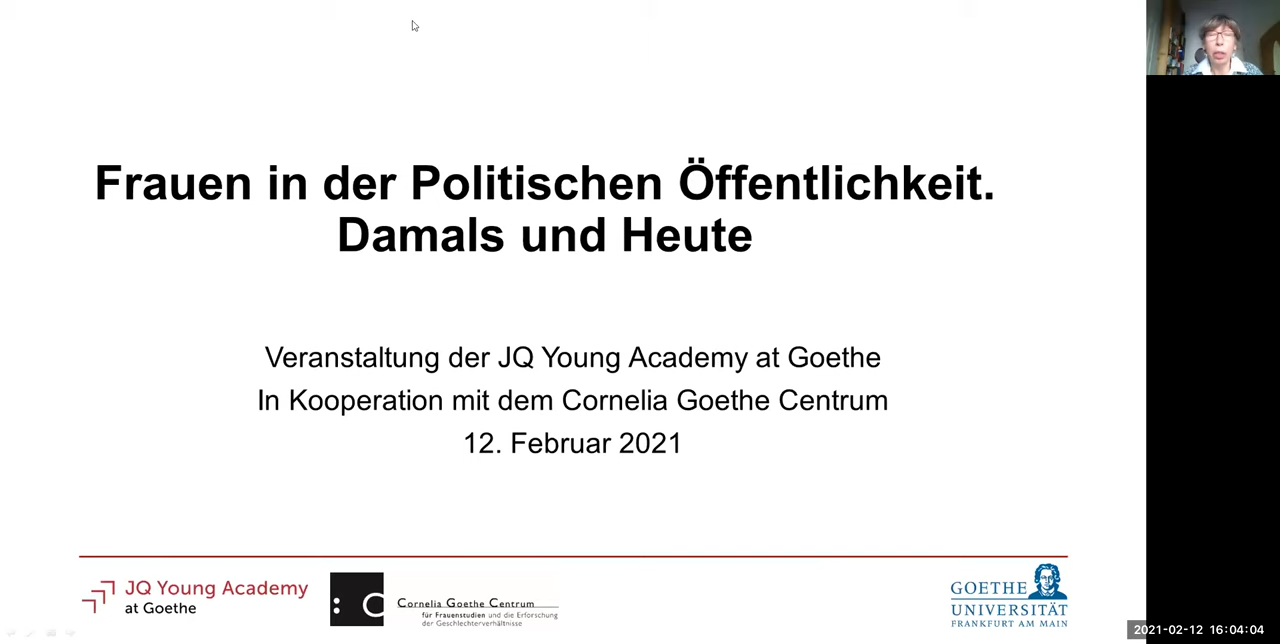 Frauen in der Politischen Öffentlichkeit.
Damals und Heute
Veranstaltung der JQ Young Academy at Goethe
In Kooperation mit dem Cornelia Goethe Centrum
12. Februar 2021
JQ Young Academy
at Goethe
Cornelia Goethe Centrum
für Frauenstudien und die Erforschung
der Geschlechterverhältnisse
GOETHE
UNIVERSITÄT
FRANKFURT AM MAIN
2021-02-12 16:04:04